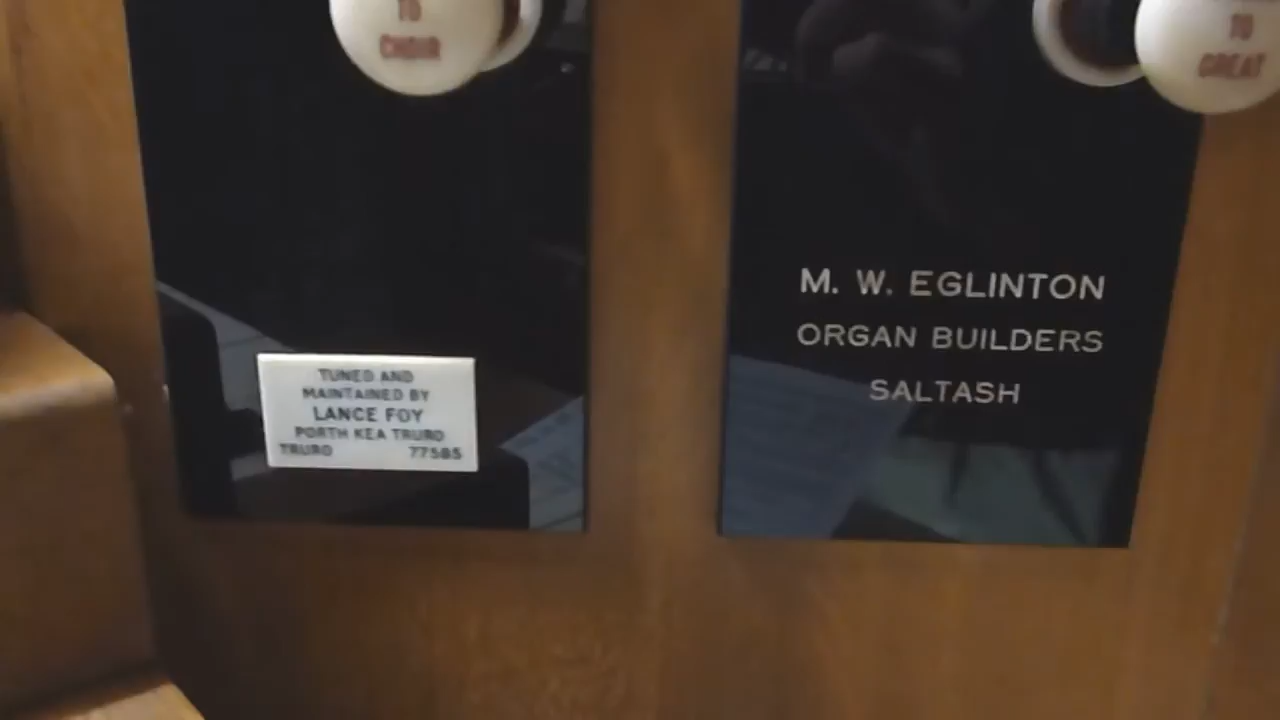 TO
CHOIR
TO
GREAT
TUNED AND
MAINTAINED BY
LANCE FOY
PORTH KEA TRURO
TRURO 77585
M. W. EGLINTON
ORGAN BUILDERS
SALTASH